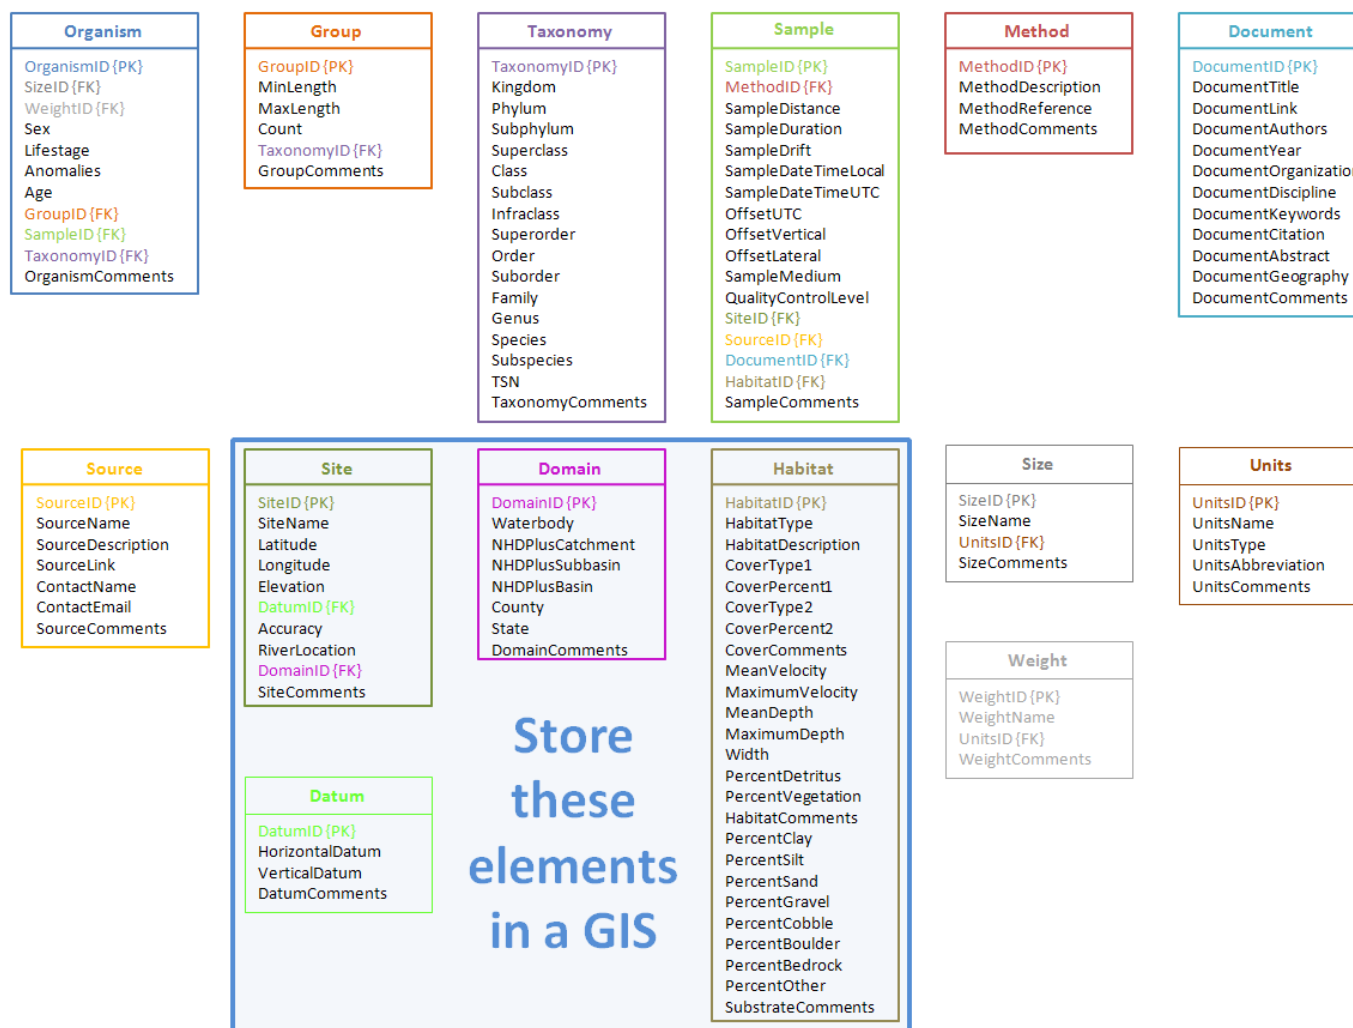 Organism
OrganismID {PK}
SizeID {FK}
WeightID {FK}
Sex
Lifestage
Anomalies
Age
GroupID {FK}
SampleID {FK}
TaxonomyID {FK}
OrganismComments
Group
GroupID {PK}
MinLength
MaxLength
Count
TaxonomyID {FK}
GroupComments
Taxonomy
TaxonomyID {PK}
Kingdom
Phylum
Subphylum
Superclass
Class
Subclass
Infraclass
Superorder
Order
Suborder
Family
Genus
Species
Subspecies
TSN
TaxonomyComments
Sample
SampleID {PK}
MethodID {FK}
SampleDistance
SampleDuration
SampleDrift
SampleDateTimeLocal
SampleDateTimeUTC
OffsetUTC
OffsetVertical
OffsetLateral
SampleMedium
QualityControlLevel
SiteID {FK}
SourceID {FK}
DocumentID {FK}
HabitatID {FK}
SampleComments
Method
MethodID {PK}
MethodDescription
MethodReference
MethodComments
Document
DocumentID {PK}
DocumentTitle
DocumentLink
DocumentAuthors
DocumentYear
DocumentOrganization
DocumentDiscipline
DocumentKeywords
DocumentCitation
DocumentAbstract
DocumentGeography
DocumentComments
Source
SourceID {PK}
SourceName
SourceDescription
SourceLink
ContactName
ContactEmail
SourceComments
Site
SiteID {PK}
SiteName
Latitude
Longitude
Elevation
DatumID {FK}
Accuracy
RiverLocation
DomainID {FK}
SiteComments
Domain
DomainID {PK}
Waterbody
NHDPlusCatchment
NHDPlusSubbasin
NHDPlusBasin
County
State
DomainComments
Habitat
HabitatID {PK}
HabitatType
HabitatDescription
CoverType1
CoverPercent1
CoverType2
CoverPercent2
CoverComments
MeanVelocity
MaximumVelocity
MeanDepth
MaximumDepth
Width
PercentDetritus
PercentVegetation
HabitatComments
PercentClay
PercentSilt
PercentSand
PercentGravel
PercentCobble
PercentBoulder
PercentBedrock
PercentOther
SubstrateComments
Size
SizeID {PK}
SizeName
UnitsID {FK}
SizeComments
Units
UnitsID {PK}
UnitsName
UnitsType
UnitsAbbreviation
UnitsComments
Weight
WeightID {PK}
WeightName
UnitsID {FK}
WeightComments
Datum
DatumID {PK}
HorizontalDatum
VerticalDatum
DatumComments
Store
these
elements
in a GIS